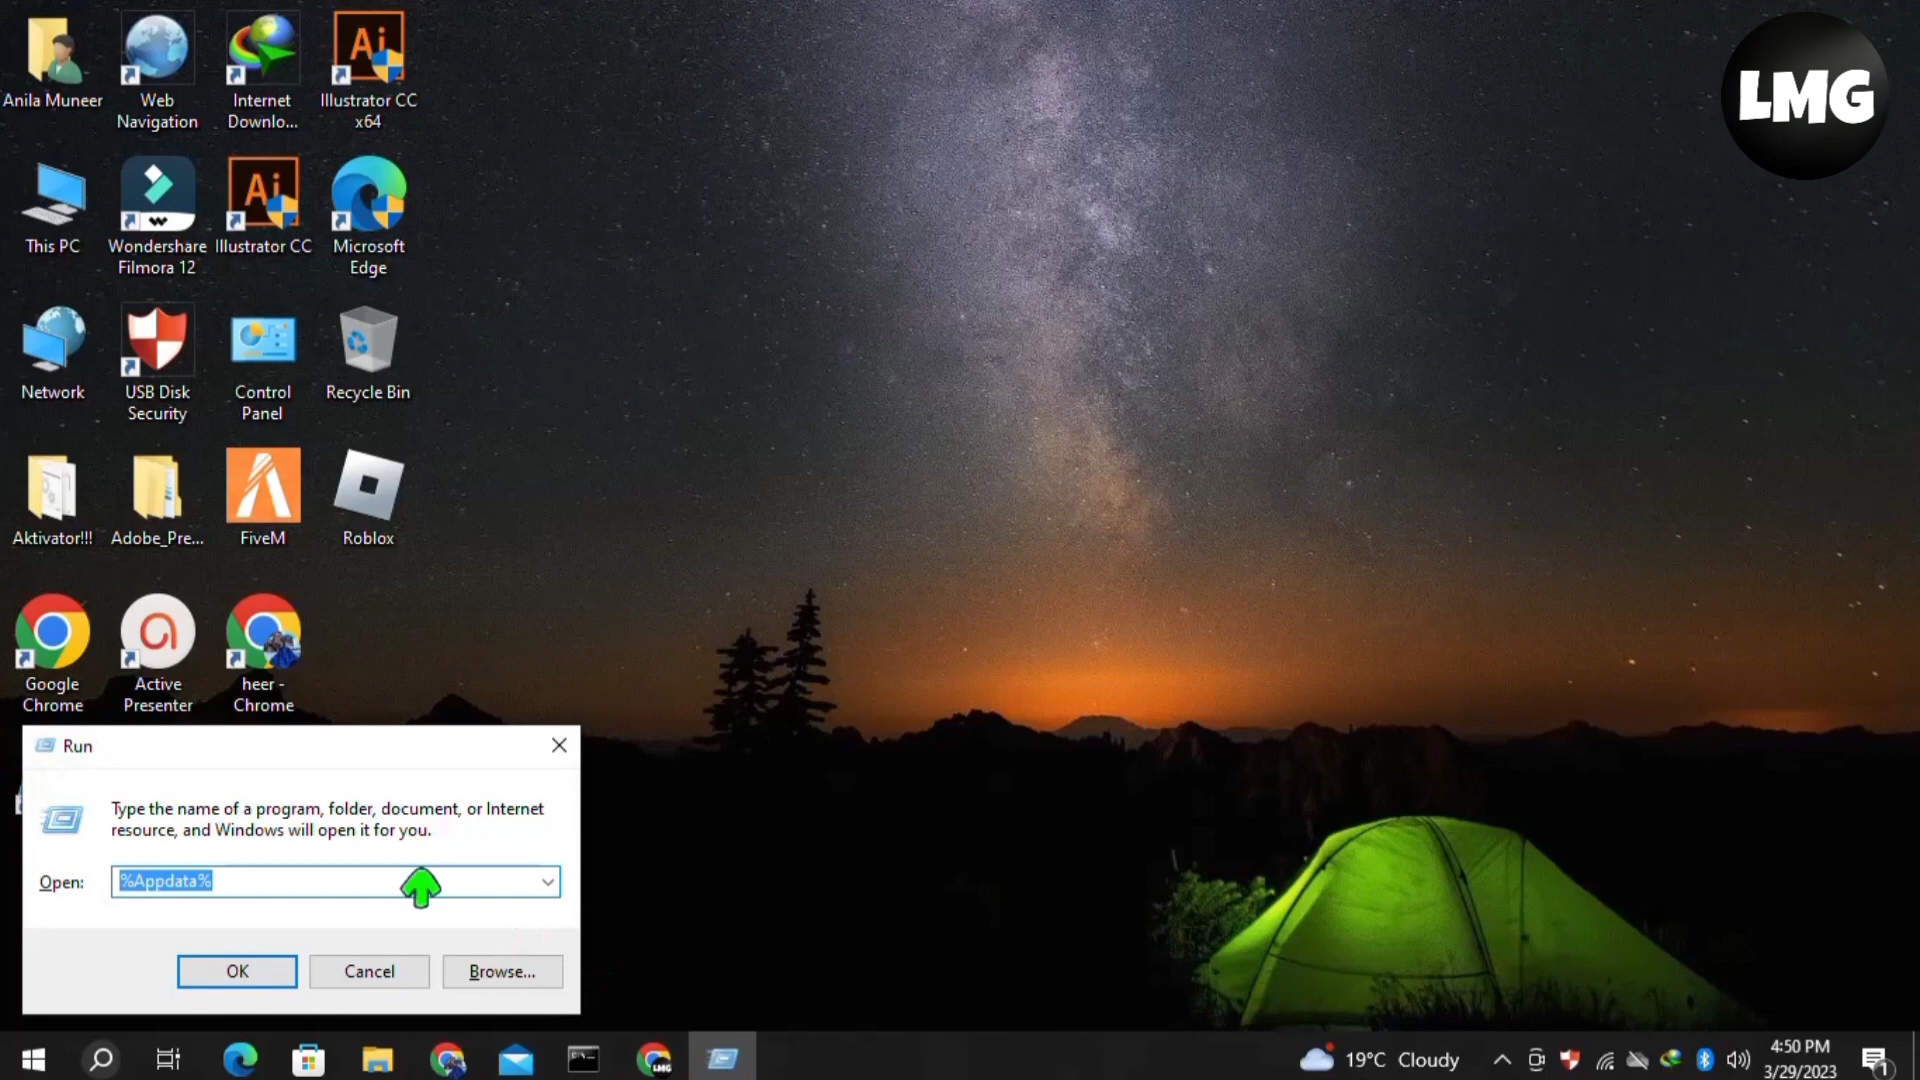 Anila Muneer
Web
Navigation
Internet
Downlo...
Illustrator CC
x64
LMG
This PC
Wondershare
Filmora 12
Illustrator CC
Microsoft
Edge
Network
USB Disk
Security
Control
Panel
Recycle Bin
Aktivator!!!
Adobe_Pre...
FiveM
Roblox
Google
Chrome
Active
Presenter
heer -
Chrome
Run
Type the name of a program, folder, document, or Internet
resource, and Windows will open it for you.
Open:
%Appdata%
OK
Cancel
Browse...
LMG
19°C Cloudy
4:50 PM
3/29/2023
1